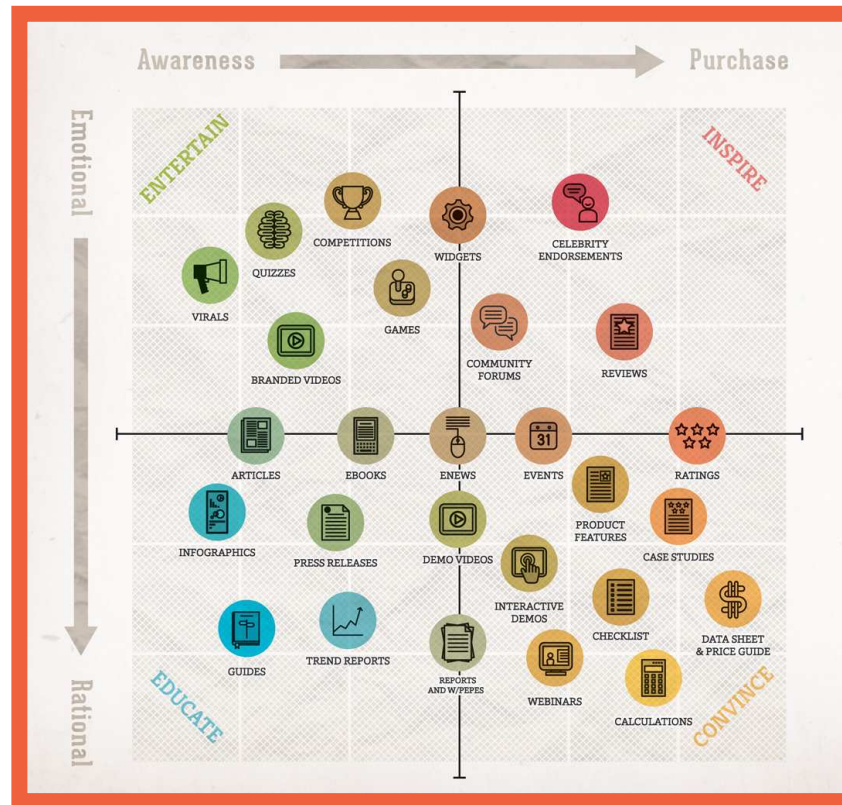 Awareness
Purchase
Emotional
ENTERTAIN
INSPIRE
COMPETITIONS
WIDGETS
CELEBRITY
ENDORSEMENTS
QUIZZES
VIRALS
GAMES
BRANDED VIDEOS
COMMUNITY
FORUMS
REVIEWS
31
ARTICLES
EBOOKS
ENEWS
EVENTS
RATINGS
PRODUCT
FEATURES
INFOGRAPHICS
PRESS RELEASES
DEMO VIDEOS
CASE STUDIES
INTERACTIVE
DEMOS
CHECKLIST
DATA SHEET
& PRICE GUIDE
GUIDES
TREND REPORTS
REPORTS
AND W/PEPES
WEBINARS
CALCULATIONS
EDUCATE
CONVINCE
Rational